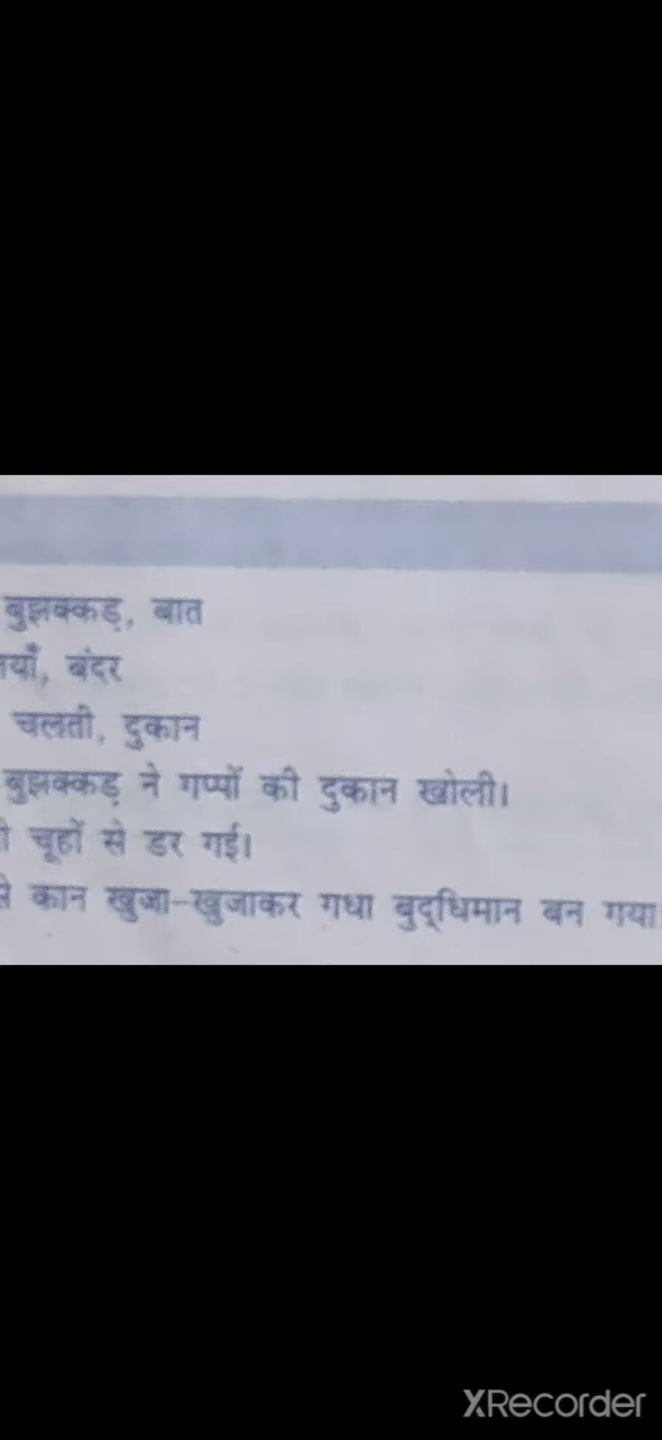 बुझक्कड़, बात
याँ, बंदर
चलती, दुकान
बुझक्कड़ ने गप्पों की दुकान खोली।
चूहों से डर गई।
से कान खुजा-खुजाकर गधा बुद्धिमान बन गया
XRecorder